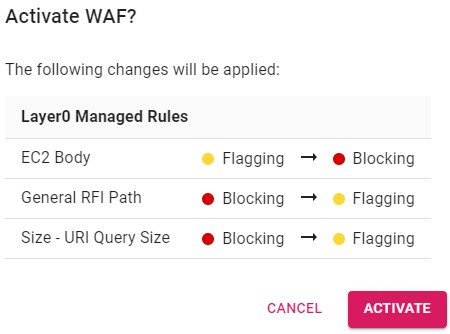 Activate WAF?
The following changes will be applied:
Layer0 Managed Rules
EC2 Body Flagging → Blocking
General RFI Path Blocking → Flagging
Size - URI Query Size Blocking → Flagging
CANCEL ACTIVATE